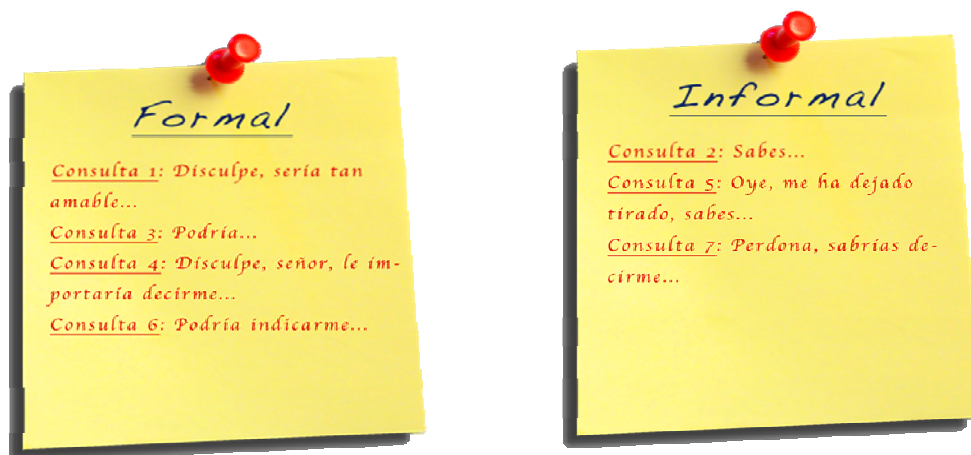 Formal
Consulta 1: Disculpe, sería tan
amable...
Consulta 3: Podría...
Consulta 4: Disculpe, señor, le im-
portaría decirme...
Consulta 6: Podría indicarme...
Informal
Consulta 2: Sabes...
Consulta 5: Oye, me ha dejado
tirado, sabes...
Consulta 7: Perdona, sabrías de-
cirme...